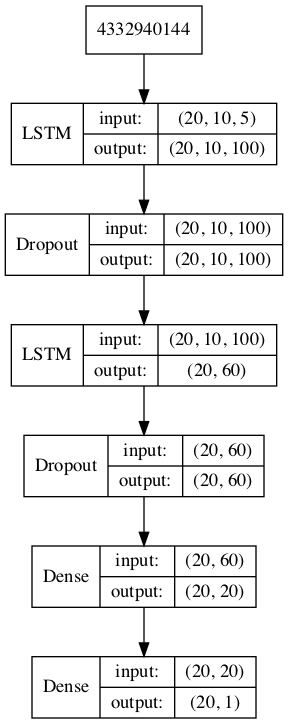 4332940144
LSTM
input:
(20, 10, 5)
output:
(20, 10, 100)
Dropout
input:
(20, 10, 100)
output:
(20, 10, 100)
LSTM
input:
(20, 10, 100)
output:
(20, 60)
Dropout
input:
(20, 60)
output:
(20, 60)
Dense
input:
(20, 60)
output:
(20, 20)
Dense
input:
(20, 20)
output:
(20, 1)